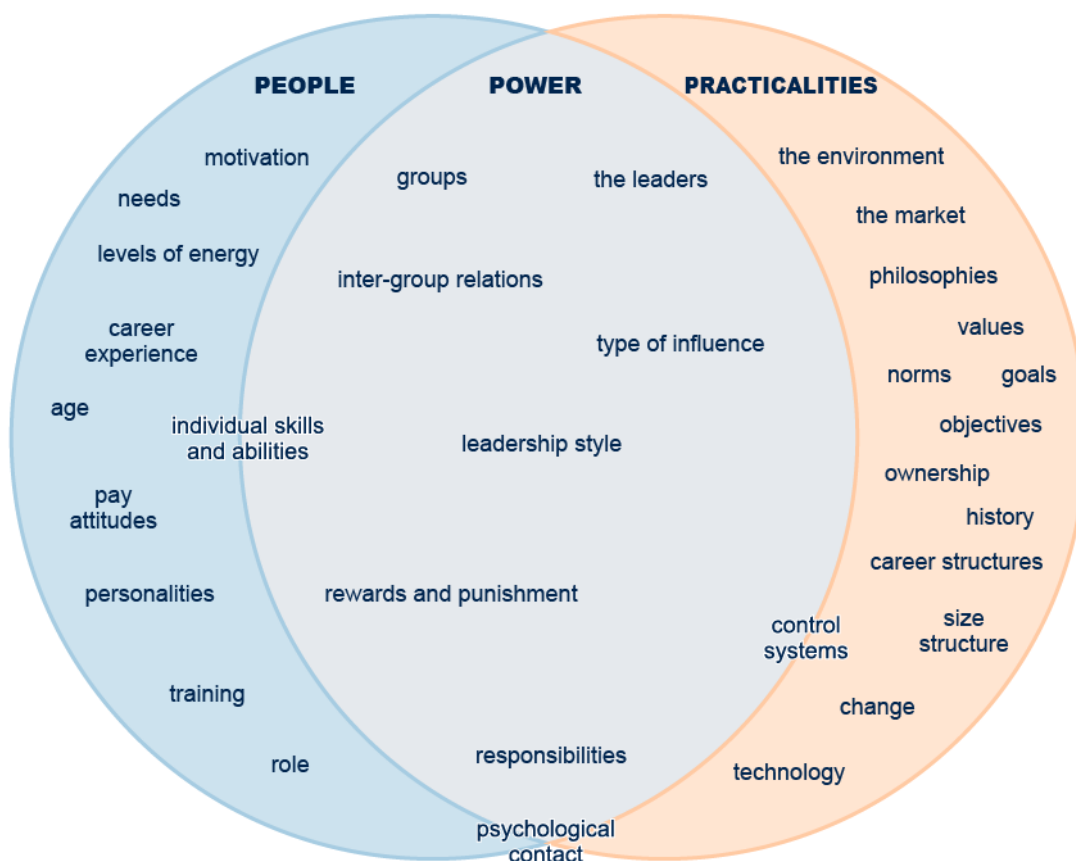 PEOPLE
POWER
PRACTICALITIES
motivation
needs
levels of energy
career
experience
age
individual skills
and abilities
pay
attitudes
personalities
training
role
groups
the leaders
inter-group relations
type of influence
leadership style
rewards and punishment
responsibilities
psychological
contact
the environment
the market
philosophies
values
norms
goals
objectives
ownership
history
career structures
control
systems
size
structure
change
technology